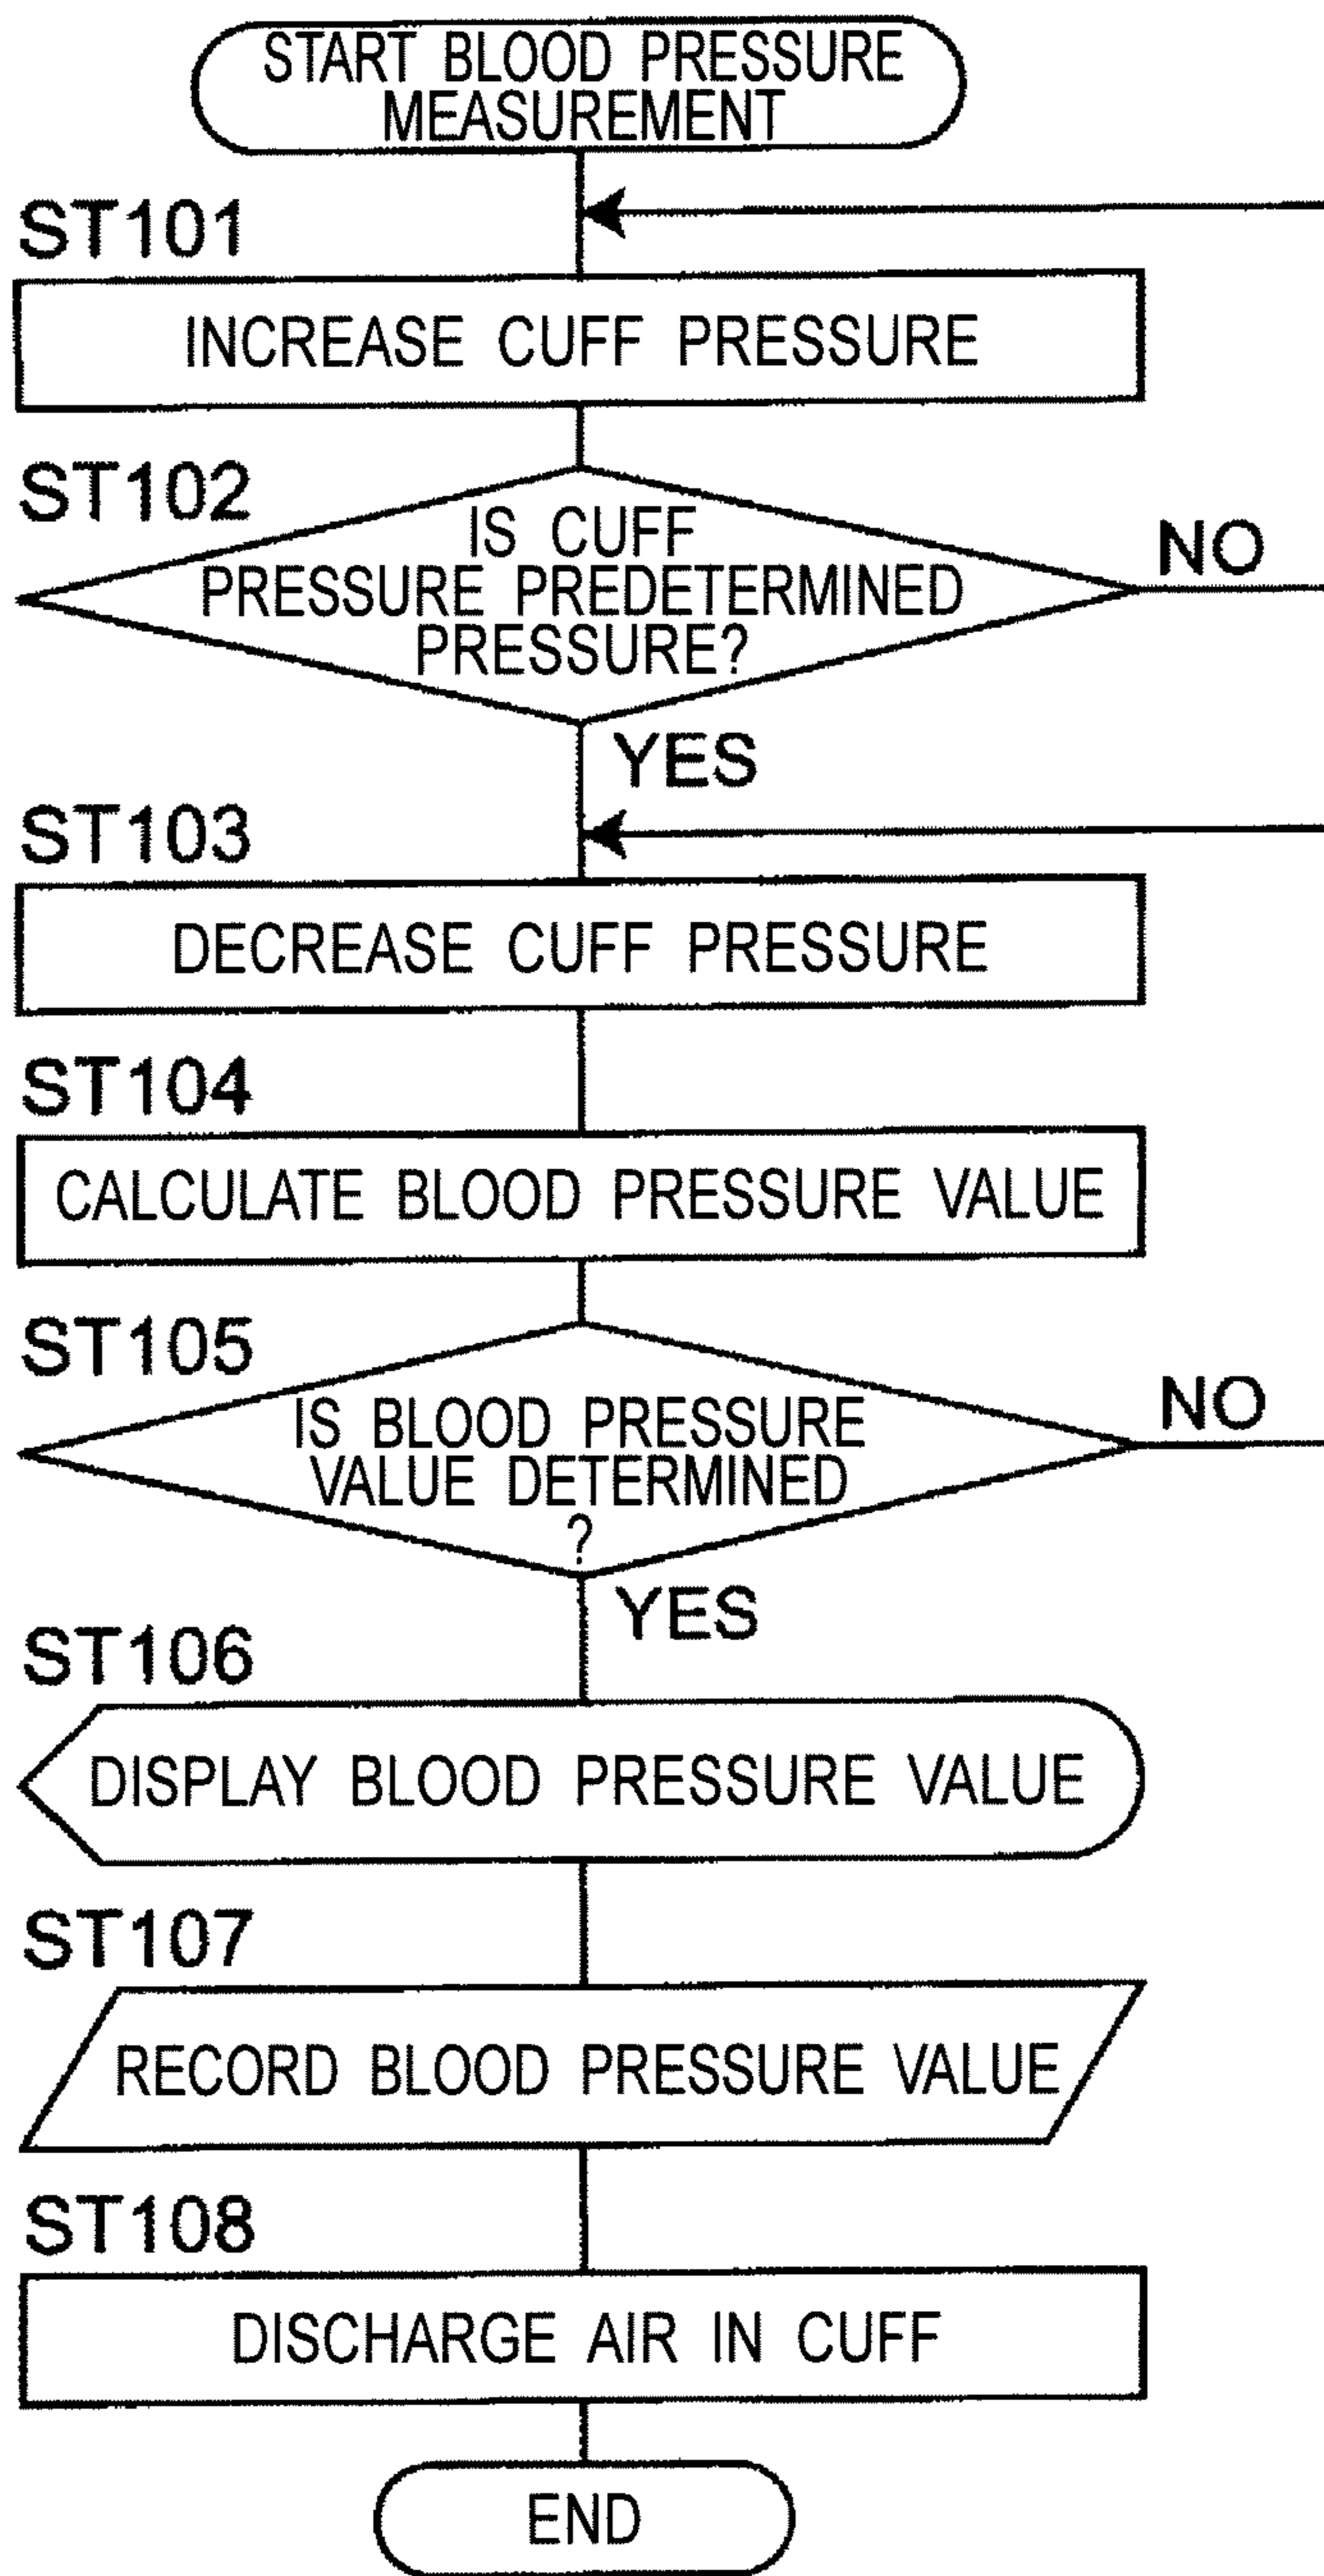 START BLOOD PRESSURE
MEASUREMENT
ST101
INCREASE CUFF PRESSURE
ST102
IS CUFF
PRESSURE PREDETERMINED
PRESSURE?
NO
YES
ST103
DECREASE CUFF PRESSURE
ST104
CALCULATE BLOOD PRESSURE VALUE
ST105
IS BLOOD PRESSURE
VALUE DETERMINED
?
NO
YES
ST106
DISPLAY BLOOD PRESSURE VALUE
ST107
RECORD BLOOD PRESSURE VALUE
ST108
DISCHARGE AIR IN CUFF
END